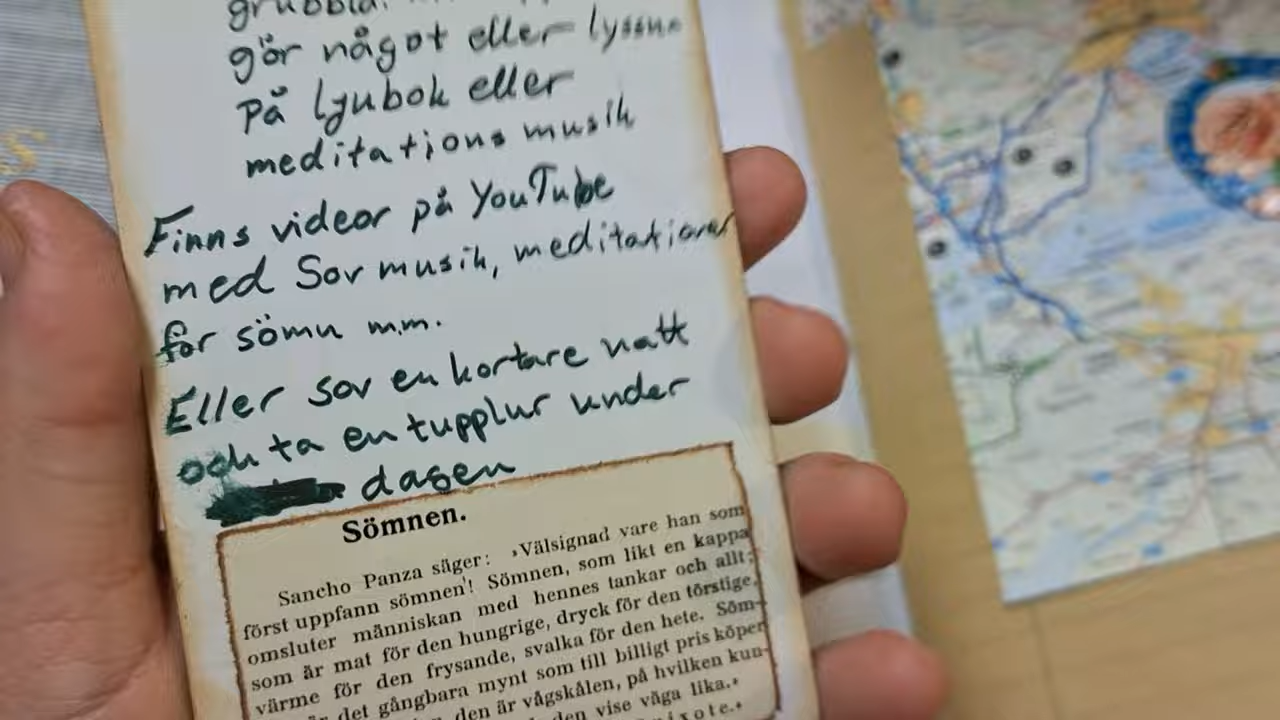 grubbla.
gör något eller lyssna
på ljubok eller
meditations musik
Finns videor på YouTube
med Sov musik, meditationer
för sömn m.m.
Eller sov en kortare natt
och ta en tupplur under
dagen
Sömnen.
Sancho Panza säger: ›Välsignad vare han som
först uppfann sömnen! Sömnen, som likt en kappa
omsluter människan med hennes tankar och allt;
som är mat för den hungrige, dryck för den törstige,
värme för den frysande, svalka för den hete. Söm-
det gångbara mynt som till billigt pris köper
den är vågskålen, på hvilken kun-
den vise väga lika.›